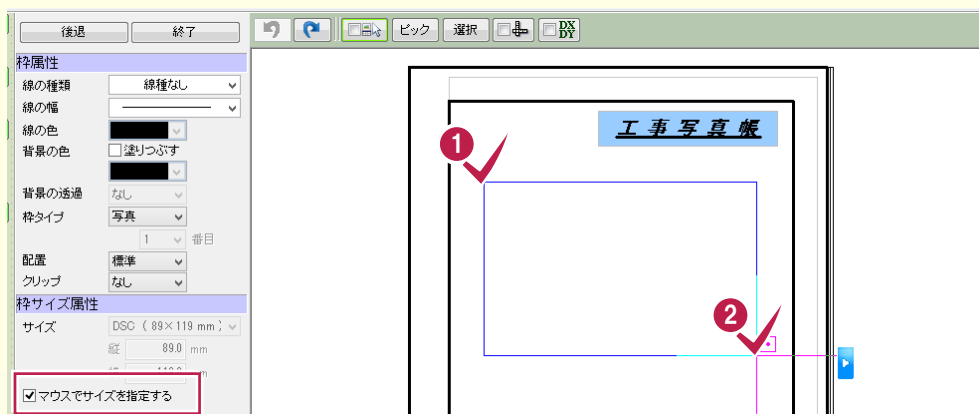 後退 終了 ピック 選択 DX
DY
枠属性
線の種類 線種なし
線の幅
線の色
背景の色 塗りつぶす
背景の透過 なし
枠タイプ 写真
1 番目
配置 標準
クリップ なし
枠サイズ属性
サイズ DSC ( 89×119 mm )
縦 89.0 mm
マウスでサイズを指定する
工事写真帳
1
2